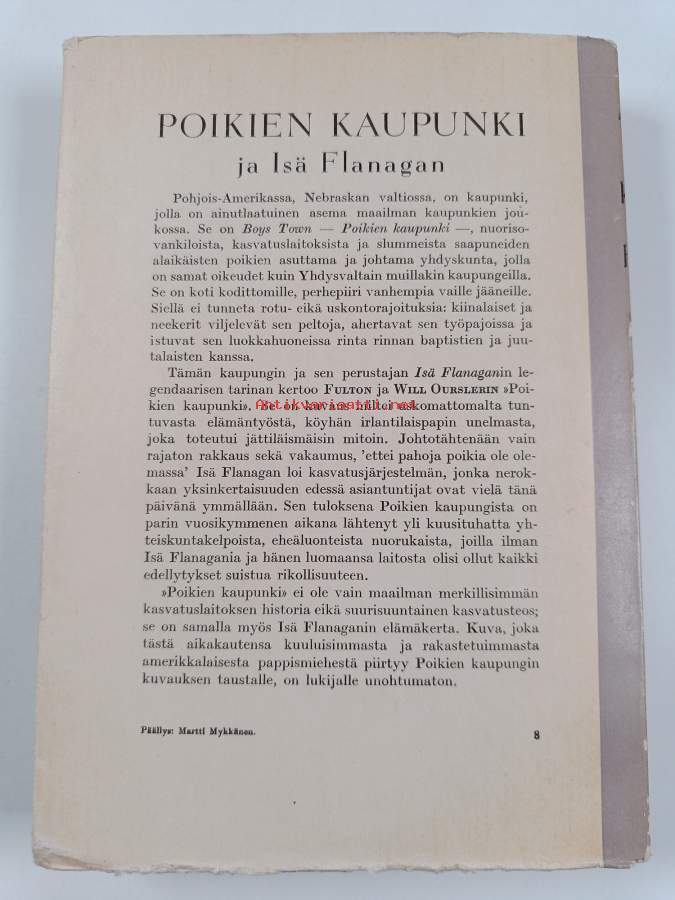 POIKIEN KAUPUNKI
ja Isä Flanagan
Pohjois-Amerikassa, Nebraskan valtiossa, on kaupunki,
jolla on ainutlaatuinen asema maailman kaupunkien jou-
kossa. Se on Boys Town — Poikien kaupunki —, nuoriso-
vankiloista, kasvatuslaitoksista ja slummeista saapuneiden
alaikäisten poikien asuttama ja johtama yhdyskunta, jolla
on samat oikeudet kuin Yhdysvaltain muillakin kaupungeilla.
Se on koti kodittomille, perhepiiri vanhempia vaille jääneille.
Siellä ei tunneta rotu- eikä uskontorajoituksia: kiinalaiset ja
neekerit viljelevät sen peltoja, ahertavat sen työpajoissa ja
istuvat sen luokkahuoneissa rinta rinnan baptistien ja juu-
talaisten kanssa.
Tämän kaupungin ja sen perustajan Isä Flanaganin le-
gendaarisen tarinan kertoo FULTON ja WILL OURSLERIN »Poi-
kien kaupunki». Se on kuvaus miltei uskomattomalta tun-
tuvasta elämäntyöstä, köyhän irlantilaispapin unelmasta,
joka toteutui jättiläismäisin mitoin. Johtotähtenään vain
rajaton rakkaus sekä vakaumus, 'ettei pahoja poikia ole ole-
massa' Isä Flanagan loi kasvatusjärjestelmän, jonka nerok-
kaan yksinkertaisuuden edessä asiantuntijat ovat vielä tänä
päivänä ymmällään. Sen tuloksena Poikien kaupungista on
parin vuosikymmenen aikana lähtenyt yli kuusituhatta yh-
teiskuntakelpoista, eheäluonteista nuorukaista, joilla ilman
Isä Flanagania ja hänen luomaansa laitosta olisi ollut kaikki
edellytykset suistua rikollisuuteen.
»Poikien kaupunki» ei ole vain maailman merkillisimmän
kasvatuslaitoksen historia eikä suurisuuntainen kasvatusteos;
se on samalla myös Isä Flanaganin elämäkerta. Kuva, joka
tästä aikakautensa kuuluisimmasta ja rakastetuimmasta
amerikkalaisesta pappismiehestä piirtyy Poikien kaupungin
kuvauksen taustalle, on lukijalle unohtumaton.
Päällys: Martti Mykkänen.
8
Antikvariaatti.net